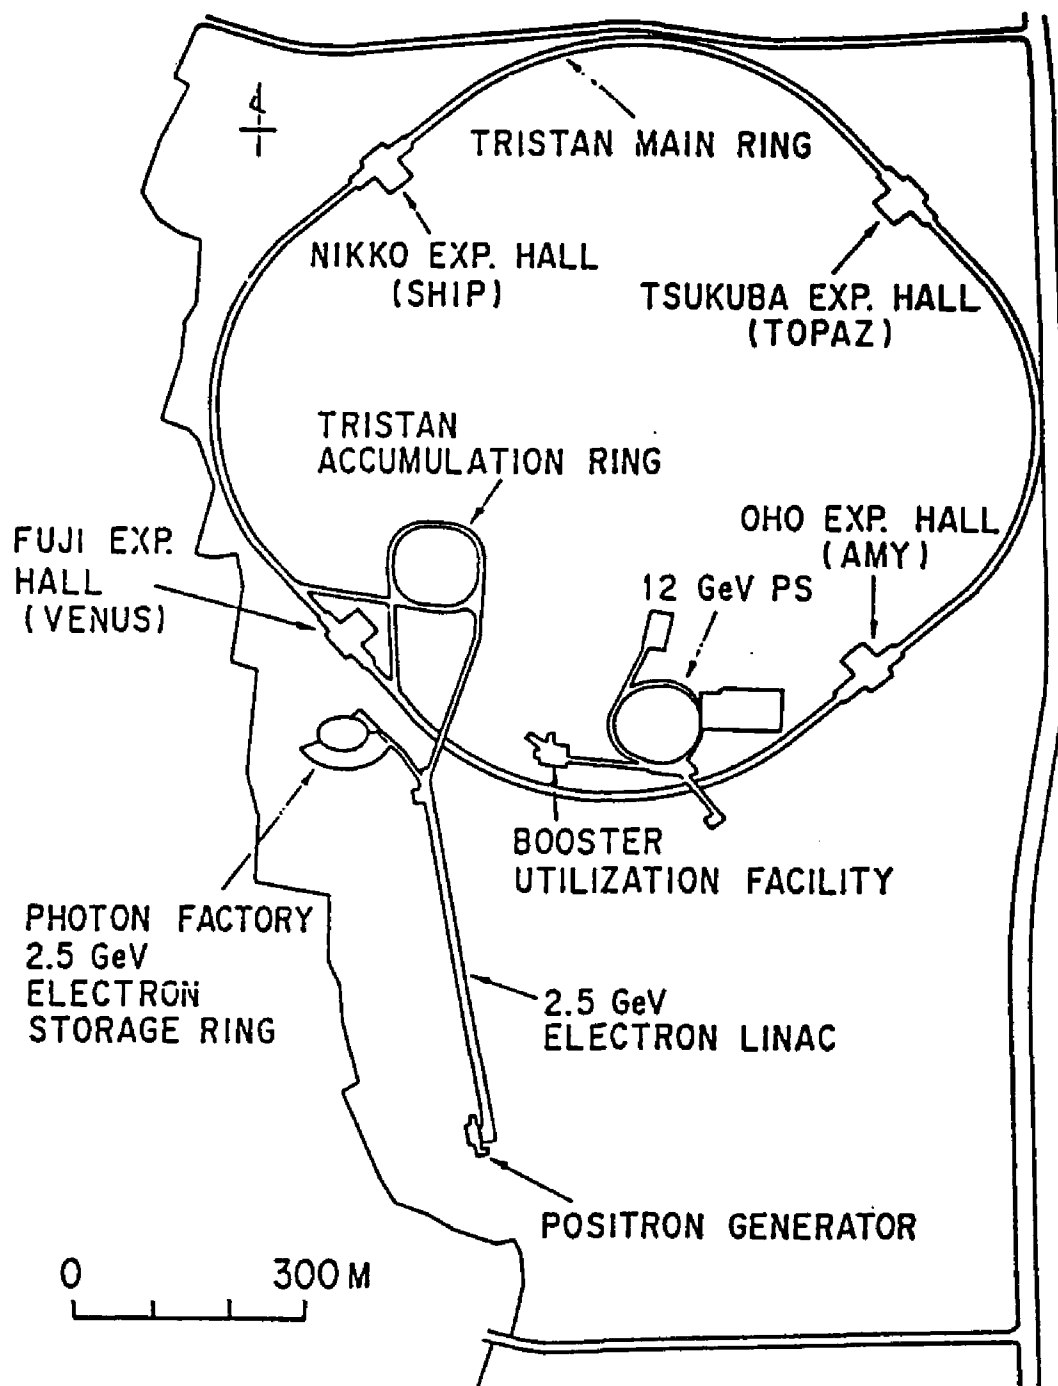 TRISTAN MAIN RING
NIKKO EXP. HALL
(SHIP)
TSUKUBA EXP. HALL
(TOPAZ)
TRISTAN
ACCUMULATION RING
OHO EXP. HALL
(AMY)
FUJI EXP.
HALL
(VENUS)
12 GeV PS
BOOSTER
UTILIZATION FACILITY
PHOTON FACTORY
2.5 GeV
ELECTRON
STORAGE RING
2.5 GeV
ELECTRON LINAC
POSITRON GENERATOR
0 300 M